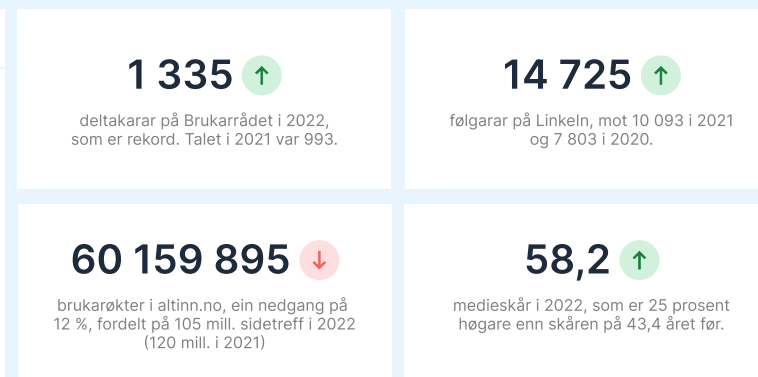 1 335
deltakarar på Brukarrådet i 2022,
som er rekord. Talet i 2021 var 993.
14 725
følgarar på Linkeln, mot 10 093 i 2021
og 7 803 i 2020.
60 159 895
brukarøkter i altinn.no, ein nedgang på
12 %, fordelt på 105 mill. sidetreff i 2022
(120 mill. i 2021)
58,2
medieskår i 2022, som er 25 prosent
høgare enn skåren på 43,4 året før.